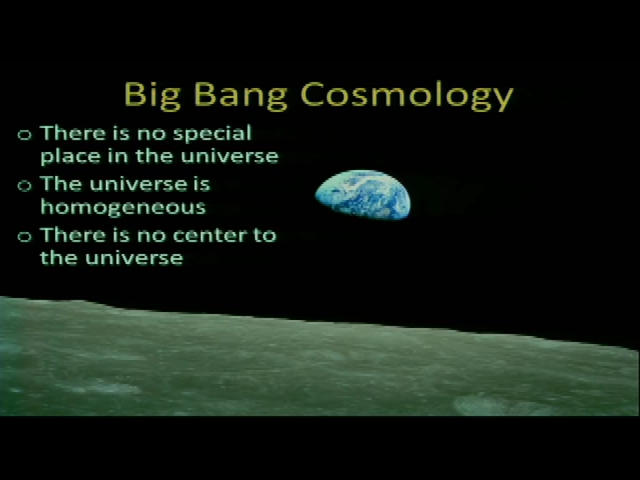 Big Bang Cosmology
○ There is no special
place in the universe
○ The universe is
homogeneous
○ There is no center to
the universe